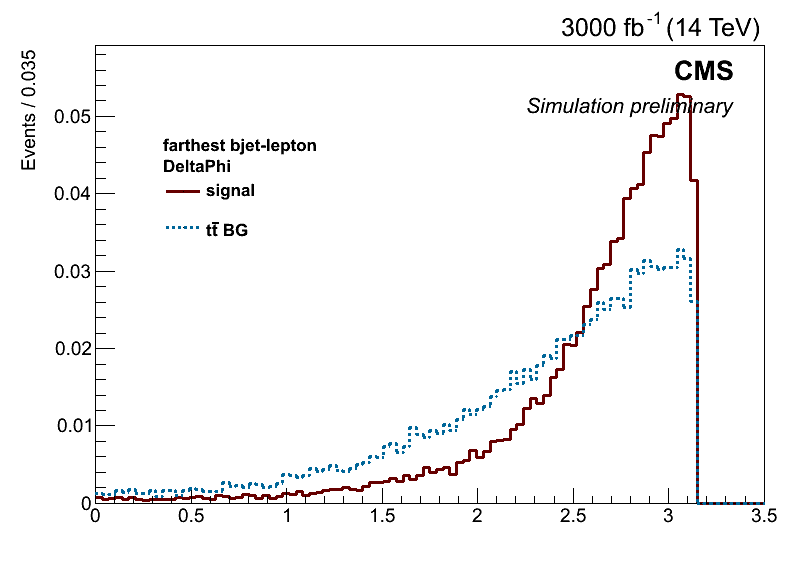 3000 fb⁻¹ (14 TeV)
CMS
Simulation preliminary
Events / 0.035
farthest bjet-lepton
DeltaPhi
signal
tt̄ BG
0.05
0.04
0.03
0.02
0.01
0
0 0.5 1 1.5 2 2.5 3 3.5